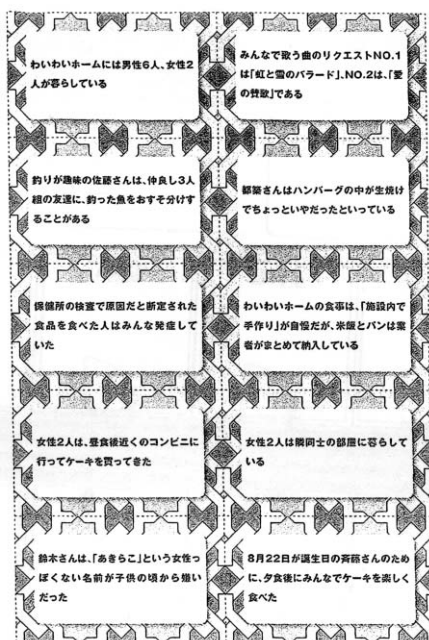 わいわいホームには男性6人、女性2
人が暮らしている
みんなで歌う曲のリクエストNO.1
は「虹と雪のバラード」、NO.2は、「愛
の賛歌」である
釣りが趣味の佐藤さんは、仲良し3人
組の友達に、釣った魚をおすそ分けす
ることがある
都築さんはハンバーグの中が生焼け
でちょっといやだったといっている
保健所の検査で原因だと断定された
食品を食べた人はみんな発症して
いた
わいわいホームの食事は、「施設内で
手作り」が自慢だが、米飯とパンは業
者がまとめて納入している
女性2人は、昼食後近くのコンビニに
行ってケーキを買ってきた
女性2人は隣同士の部屋に暮らして
いる
鈴木さんは、「あきらこ」という女性っ
ぽくない名前が子供の頃から嫌い
だった
8月22日が誕生日の斉藤さんのため
に、夕食後にみんなでケーキを楽しく
食べた